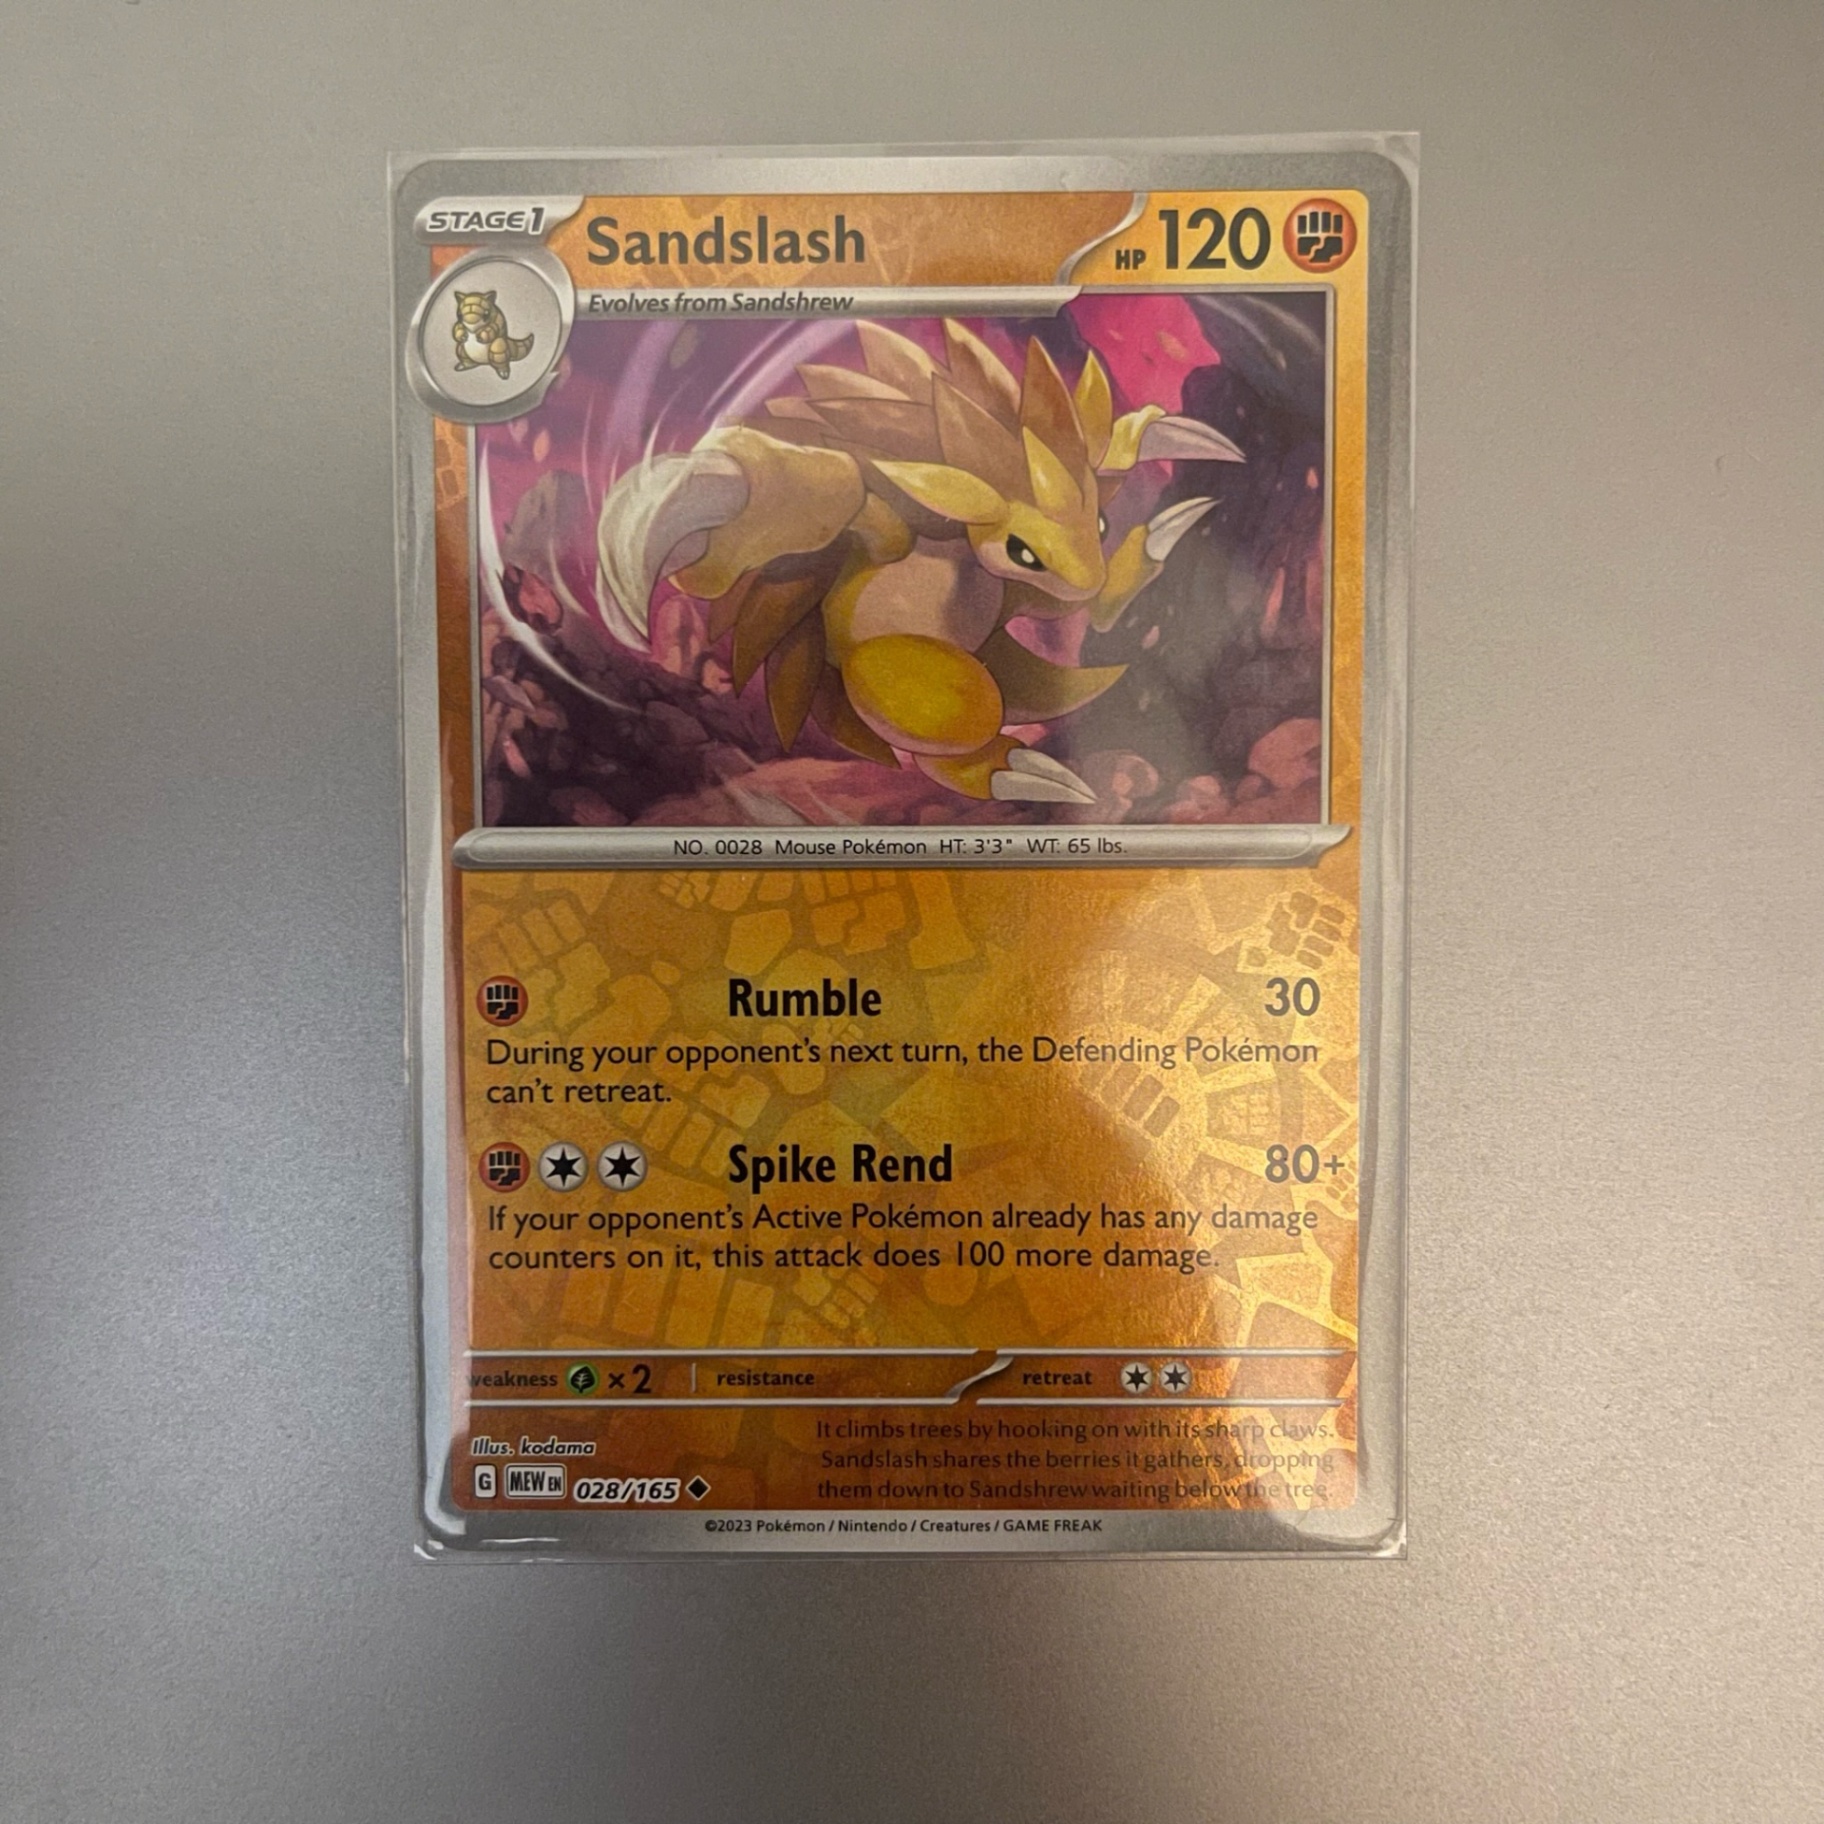 STAGE1
Sandslash
HP 120
Evolves from Sandshrew
NO. 0028 Mouse Pokémon HT: 3'3" WT: 65 lbs.
Rumble 30
During your opponent's next turn, the Defending Pokémon
can't retreat.
Spike Rend 80+
If your opponent's Active Pokémon already has any damage
counters on it, this attack does 100 more damage.
weakness ×2 resistance retreat
It climbs trees by hooking on with its sharp claws.
Sandslash shares the berries it gathers, dropping
them down to Sandshrew waiting below the tree.
Illus. kodama
G MEW EN 028/165
©2023 Pokémon / Nintendo / Creatures / GAME FREAK